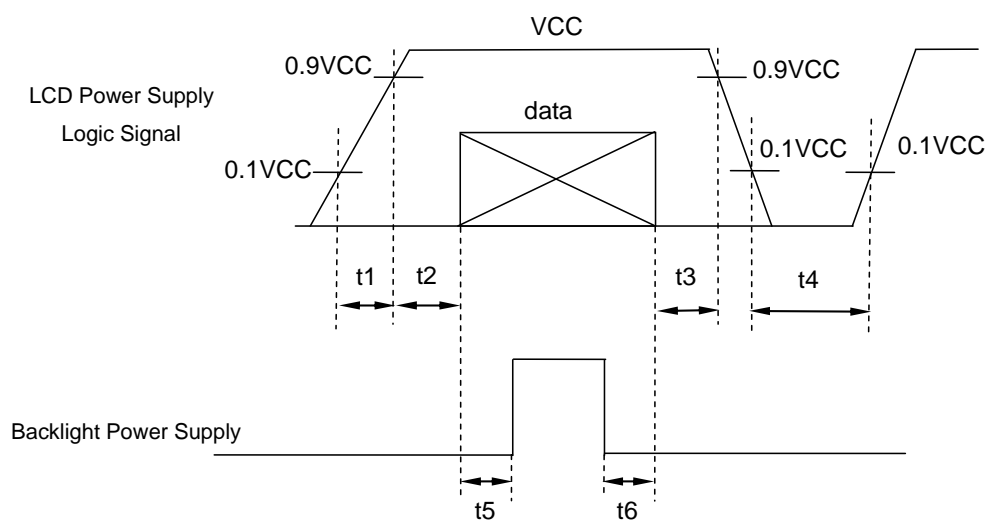 VCC
0.9VCC
0.9VCC
LCD Power Supply
Logic Signal
data
0.1VCC
0.1VCC
0.1VCC
t1
t2
t3
t4
Backlight Power Supply
t5
t6